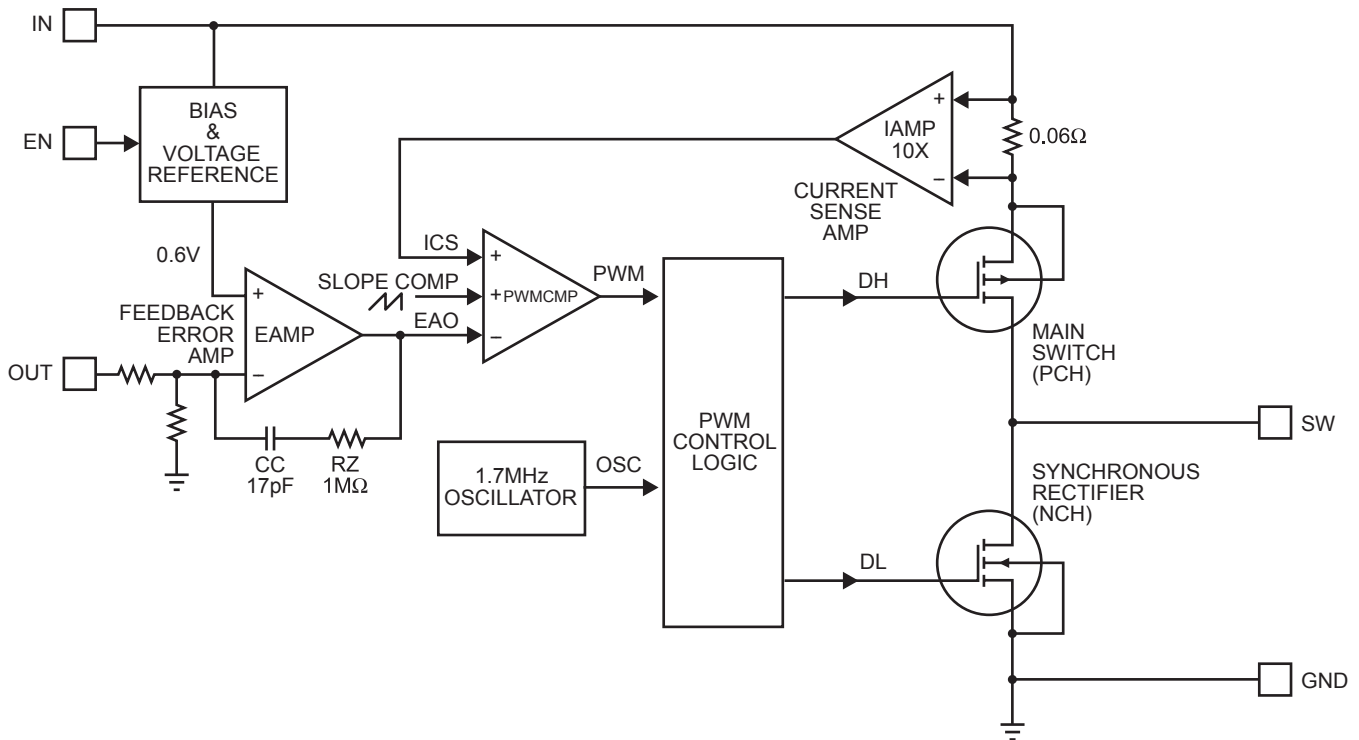 IN
EN
BIAS
&
VOLTAGE
REFERENCE
0.6V
FEEDBACK
ERROR
AMP
OUT
+
EAMP
–
CC
17pF
RZ
1MΩ
ICS
SLOPE COMP
EAO
+
+PWMCMP
–
PWM
+
IAMP
10X
–
CURRENT
SENSE
AMP
0.06Ω
1.7MHz
OSCILLATOR
OSC
PWM
CONTROL
LOGIC
DH
DL
MAIN
SWITCH
(PCH)
SW
SYNCHRONOUS
RECTIFIER
(NCH)
GND